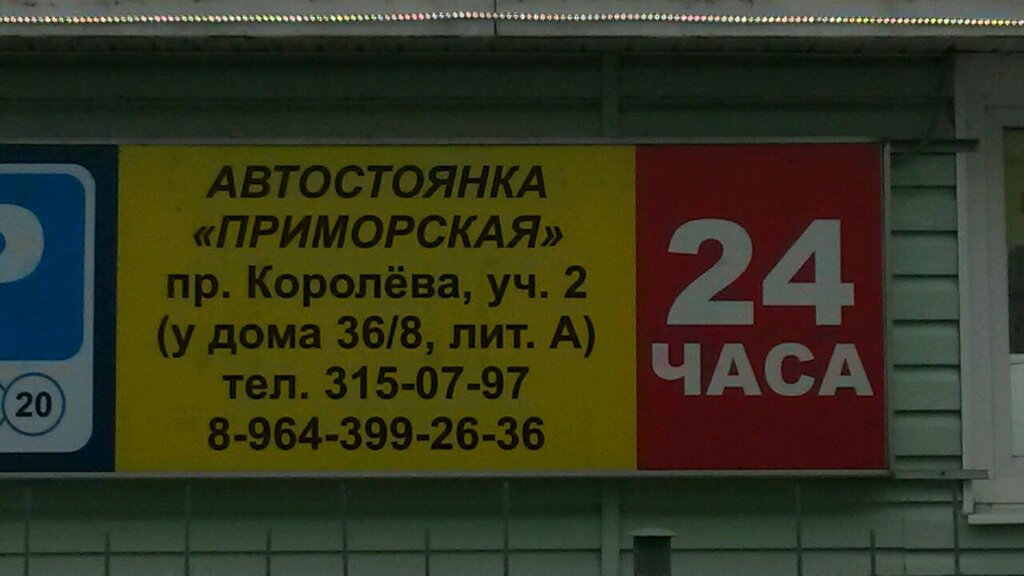 АВТОСТОЯНКА
«ПРИМОРСКАЯ»
пр. Королёва, уч. 2
(у дома 36/8, лит. А)
тел. 315-07-97
8-964-399-26-36
24
ЧАСА
20